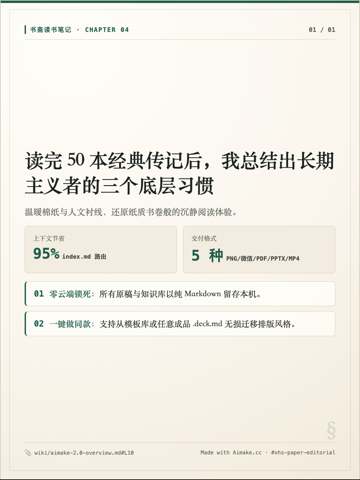 书斋读书笔记 · CHAPTER 04
01 / 01
读完 50 本经典传记后，我总结出长期
主义者的三个底层习惯
温暖棉纸与人文衬线，还原纸质书卷般的沉静阅读体验。
上下文节省
95% index.md 路由
交付格式
5 种 PNG/微信/PDF/PPTX/MP4
01 零云端锁死：所有原稿与知识库以纯 Markdown 留存本机。
02 一键做同款：支持从模板库或任意成品 .deck.md 无损迁移排版风格。
§
📎 wiki/aimake-2.0-overview.md#L18
Made with Aimake.cc · #xhs-paper-editorial